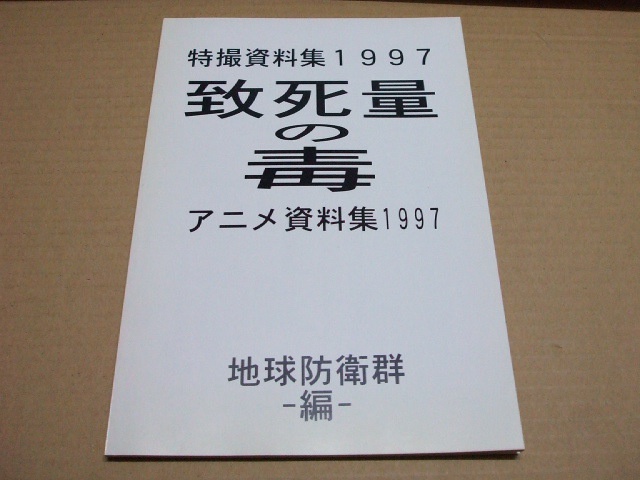 特撮資料集１９９７
致死量
の
毒
アニメ資料集1997
地球防衛群
-編-